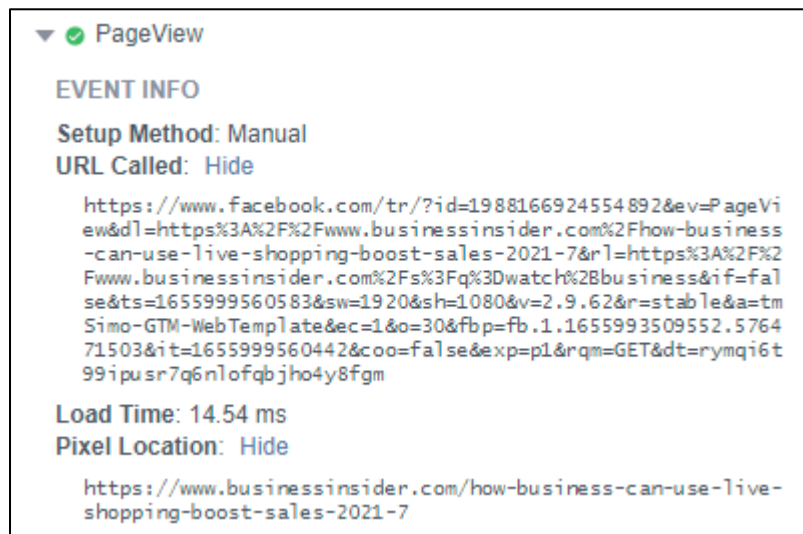 PageView
EVENT INFO
Setup Method: Manual
URL Called: Hide
https://www.facebook.com/tr/?id=1988166924554892&ev=PageVi
ew&dl=https%3A%2F%2Fwww.businessinsider.com%2Fhow-business
-can-use-live-shopping-boost-sales-2021-7&rl=https%3A%2F%2
Fwww.businessinsider.com%2Fs%3Fq%3Dwatch%2Bbusiness&if=fal
se&ts=1655999560583&sw=1920&sh=1080&v=2.9.62&r=stable&a=tm
Simo-GTM-WebTemplate&ec=1&o=30&fbp=fb.1.1655993509552.5764
71503&it=1655999560442&coo=false&exp=p1&rqm=GET&dt=rymqi6t
99ipusr7q6nlofqbjho4y8fgm
Load Time: 14.54 ms
Pixel Location: Hide
https://www.businessinsider.com/how-business-can-use-live-
shopping-boost-sales-2021-7